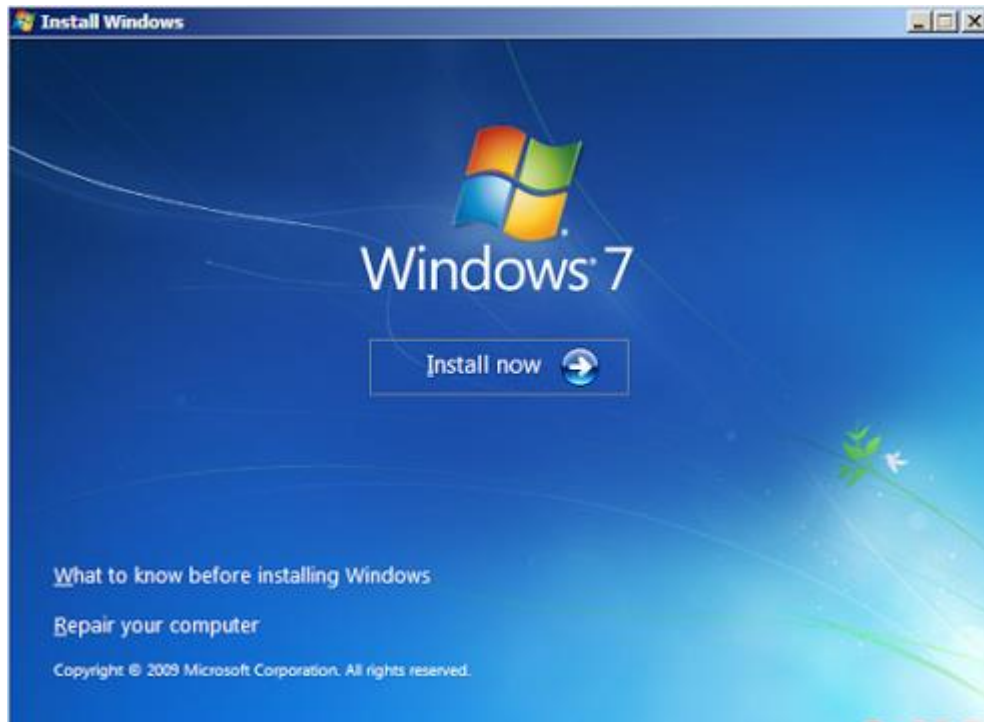 Install Windows
Windows® 7
Install now
What to know before installing Windows
Repair your computer
Copyright © 2009 Microsoft Corporation. All rights reserved.